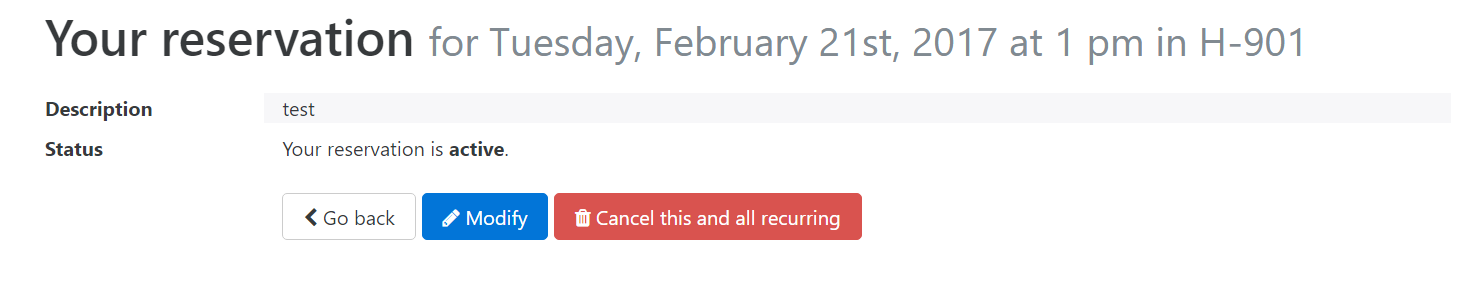 Your reservation for Tuesday, February 21st, 2017 at 1 pm in H-901
Description test
Status Your reservation is active.
Go back Modify Cancel this and all recurring